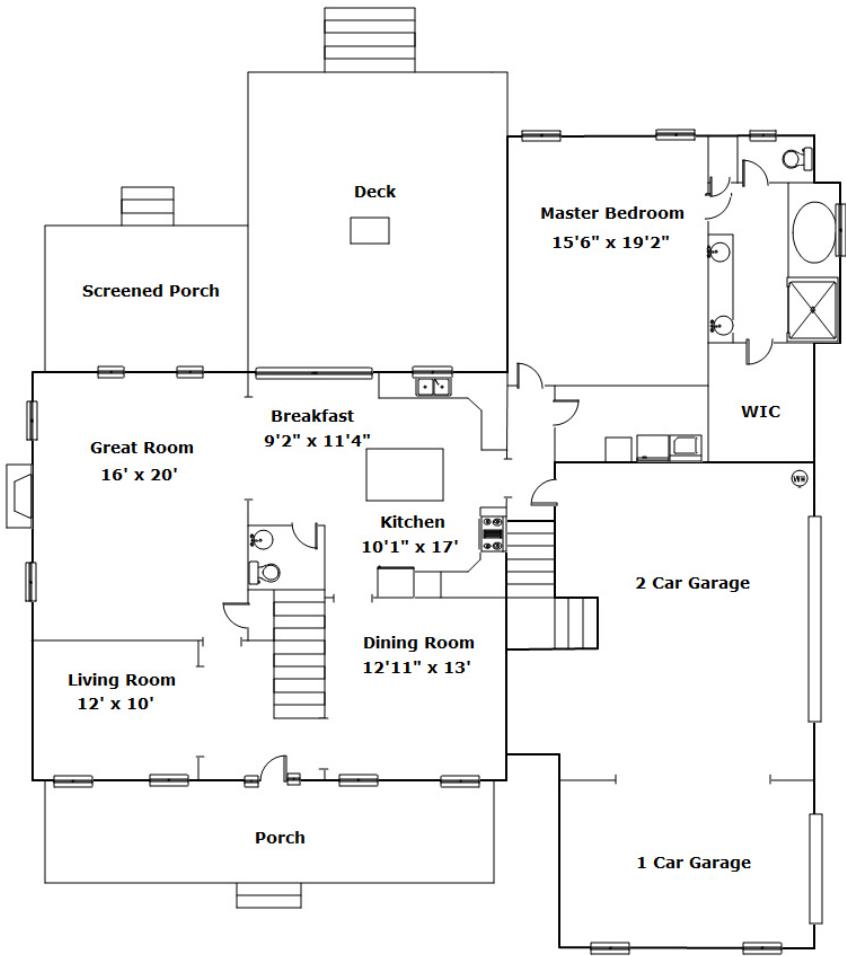 Deck
Master Bedroom
15'6" x 19'2"
Screened Porch
Breakfast
9'2" x 11'4"
WIC
Great Room
16' x 20'
WH
Kitchen
10'1" x 17'
2 Car Garage
Dining Room
12'11" x 13'
Living Room
12' x 10'
Porch
1 Car Garage